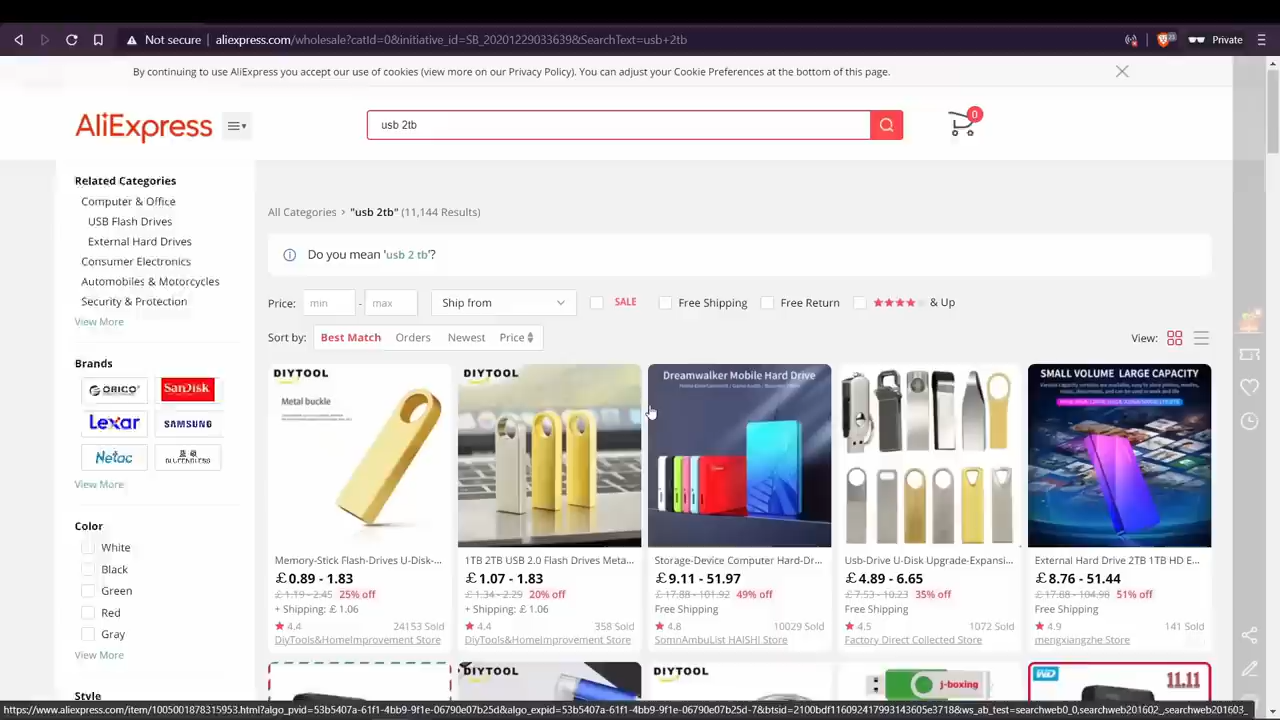 Not secure aliexpress.com/wholesale?catId=0&initiative_id=SB_20201229033639&SearchText=usb+2tb Private
By continuing to use AliExpress you accept our use of cookies (view more on our Privacy Policy). You can adjust your Cookie Preferences at the bottom of this page.
AliExpress
usb 2tb
0
Related Categories
Computer & Office
USB Flash Drives
External Hard Drives
Consumer Electronics
Automobiles & Motorcycles
Security & Protection
View More
Brands
ORICO
SanDisk
Lexar
SAMSUNG
Netac
View More
Color
White
Black
Green
Red
Gray
View More
Style
All Categories > "usb 2tb" (11,144 Results)
Do you mean 'usb 2 tb'?
Price: min - max Ship from SALE Free Shipping Free Return & Up
Sort by: Best Match Orders Newest Price View:
DIYTOOL
Metal buckle
Memory-Stick Flash-Drives U-Disk-...
£0.89 - 1.83
£ 1.19 - 2.45 25% off
+ Shipping: £ 1.06
4.4 24153 Sold
DiyTools&HomeImprovement Store
DIYTOOL
1TB 2TB USB 2.0 Flash Drives Meta...
£1.07 - 1.83
£ 1.34 - 2.29 20% off
+ Shipping: £ 1.06
4.4 358 Sold
DiyTools&HomeImprovement Store
Dreamwalker Mobile Hard Drive
Storage-Device Computer Hard-Dr...
£9.11 - 51.97
£ 17.88 - 101.92 49% off
Free Shipping
4.8 10029 Sold
SomnAmbuList HAISHI Store
Usb-Drive U-Disk Upgrade-Expansi...
£4.89 - 6.65
£ 7.53 - 10.23 35% off
Free Shipping
4.5 1072 Sold
Factory Direct Collected Store
SMALL VOLUME LARGE CAPACITY
External Hard Drive 2TB 1TB HD E...
£8.76 - 51.44
£ 17.88 - 104.98 51% off
Free Shipping
4.9 141 Sold
mengxiangzhe Store
DIYTOOL
DIYTOOL
j-boxing
WD
11.11